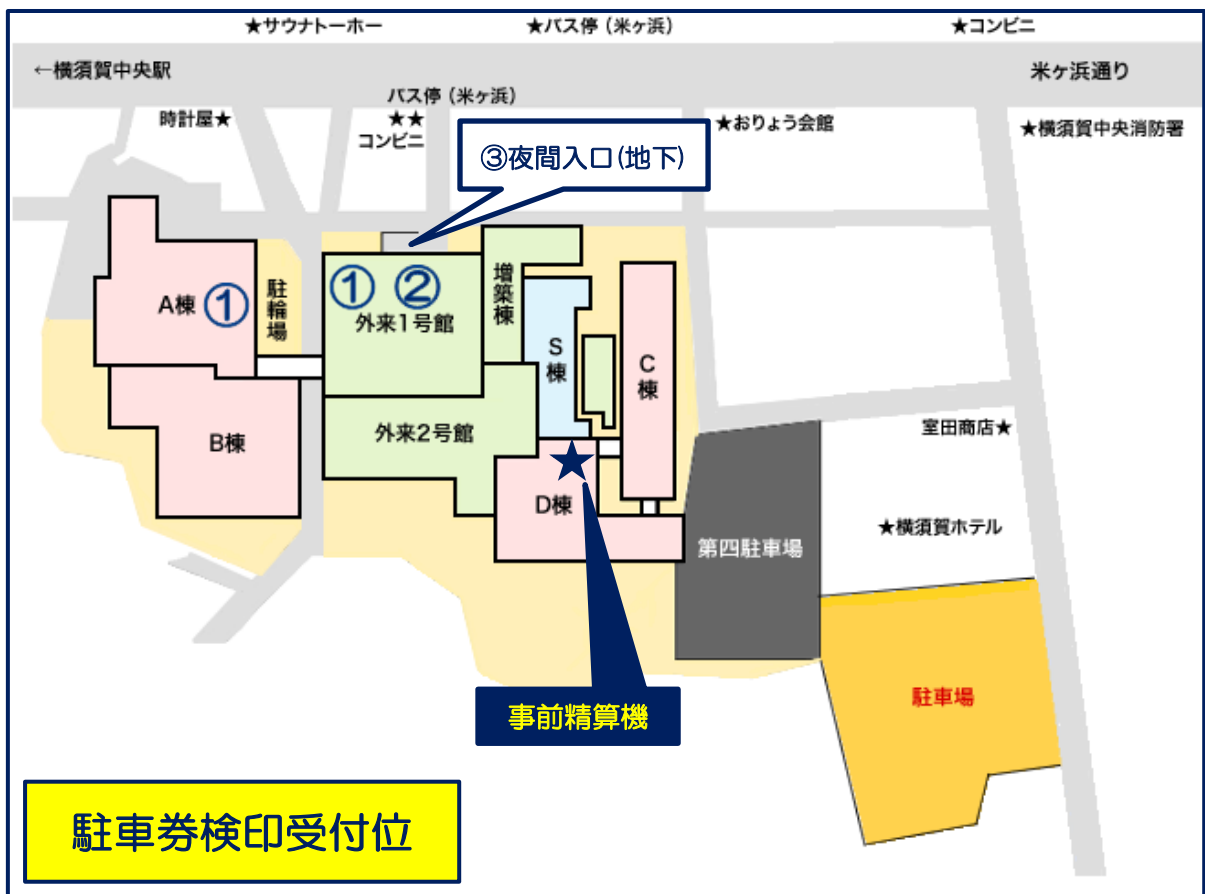 ★サウナトーホー
★バス停（米ヶ浜）
★コンビニ
←横須賀中央駅
米ヶ浜通り
バス停（米ヶ浜）
★★
コンビニ
時計屋★
★おりょう会館
★横須賀中央消防署
③夜間入口(地下)
A棟
①
駐輪場
①
②
外来1号館
増築棟
S棟
C棟
B棟
外来2号館
室田商店★
★
D棟
第四駐車場
★横須賀ホテル
事前精算機
駐車場
駐車券検印受付位